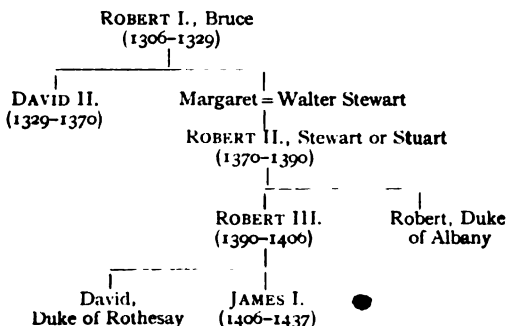 ROBERT I., Bruce
(1306–1329)
DAVID II. Margaret = Walter Stewart
(1329–1370) ROBERT II., Stewart or Stuart
(1370–1390)
ROBERT III. Robert, Duke
(1390–1406) of Albany
David, JAMES I.
Duke of Rothesay (1406–1437)